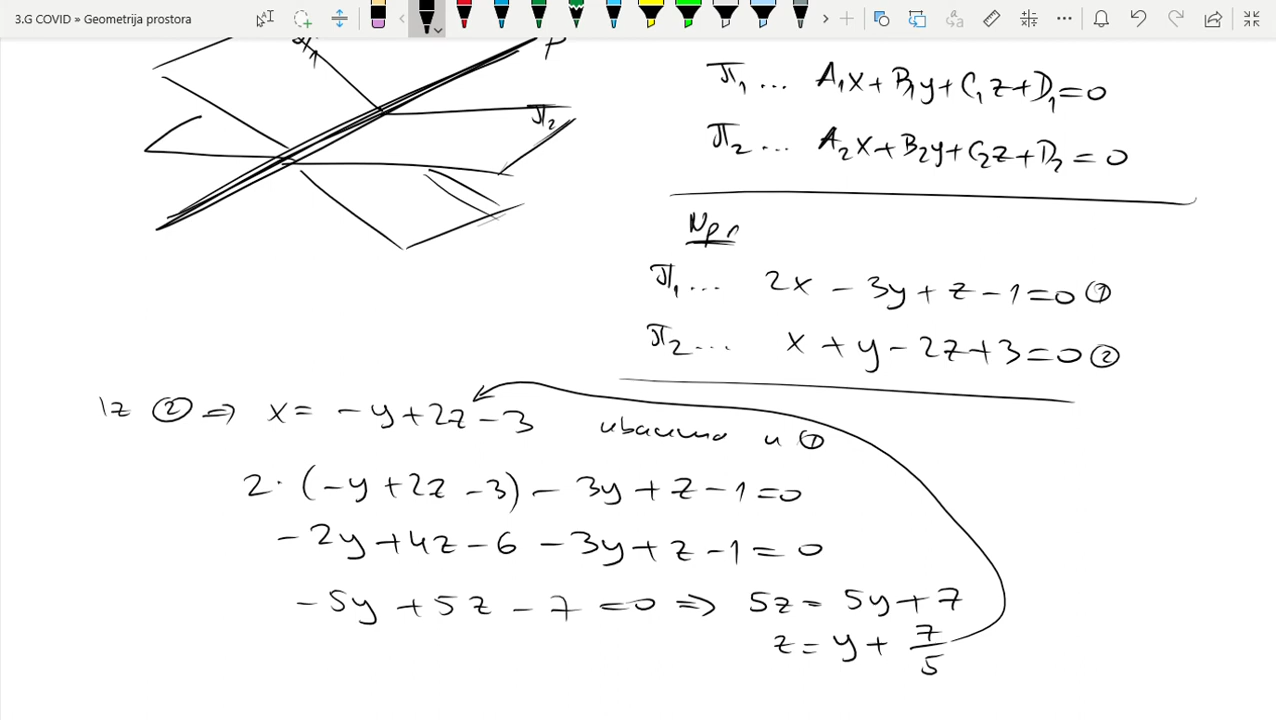 3.G COVID » Geometrija prostora
π₂
π₁ ... A₁x + B₁y + C₁z + D₁ = 0
π₂ ... A₂x + B₂y + C₂z + D₂ = 0
Npr
π₁ ... 2x - 3y + z - 1 = 0 ①
π₂ ... x + y - 2z + 3 = 0 ②
Iz ② ⇒ x = -y + 2z - 3 u ①
2 · (-y + 2z - 3) - 3y + z - 1 = 0
-2y + 4z - 6 - 3y + z - 1 = 0
-5y + 5z - 7 = 0 ⇒ 5z = 5y + 7
z = y + 7/5